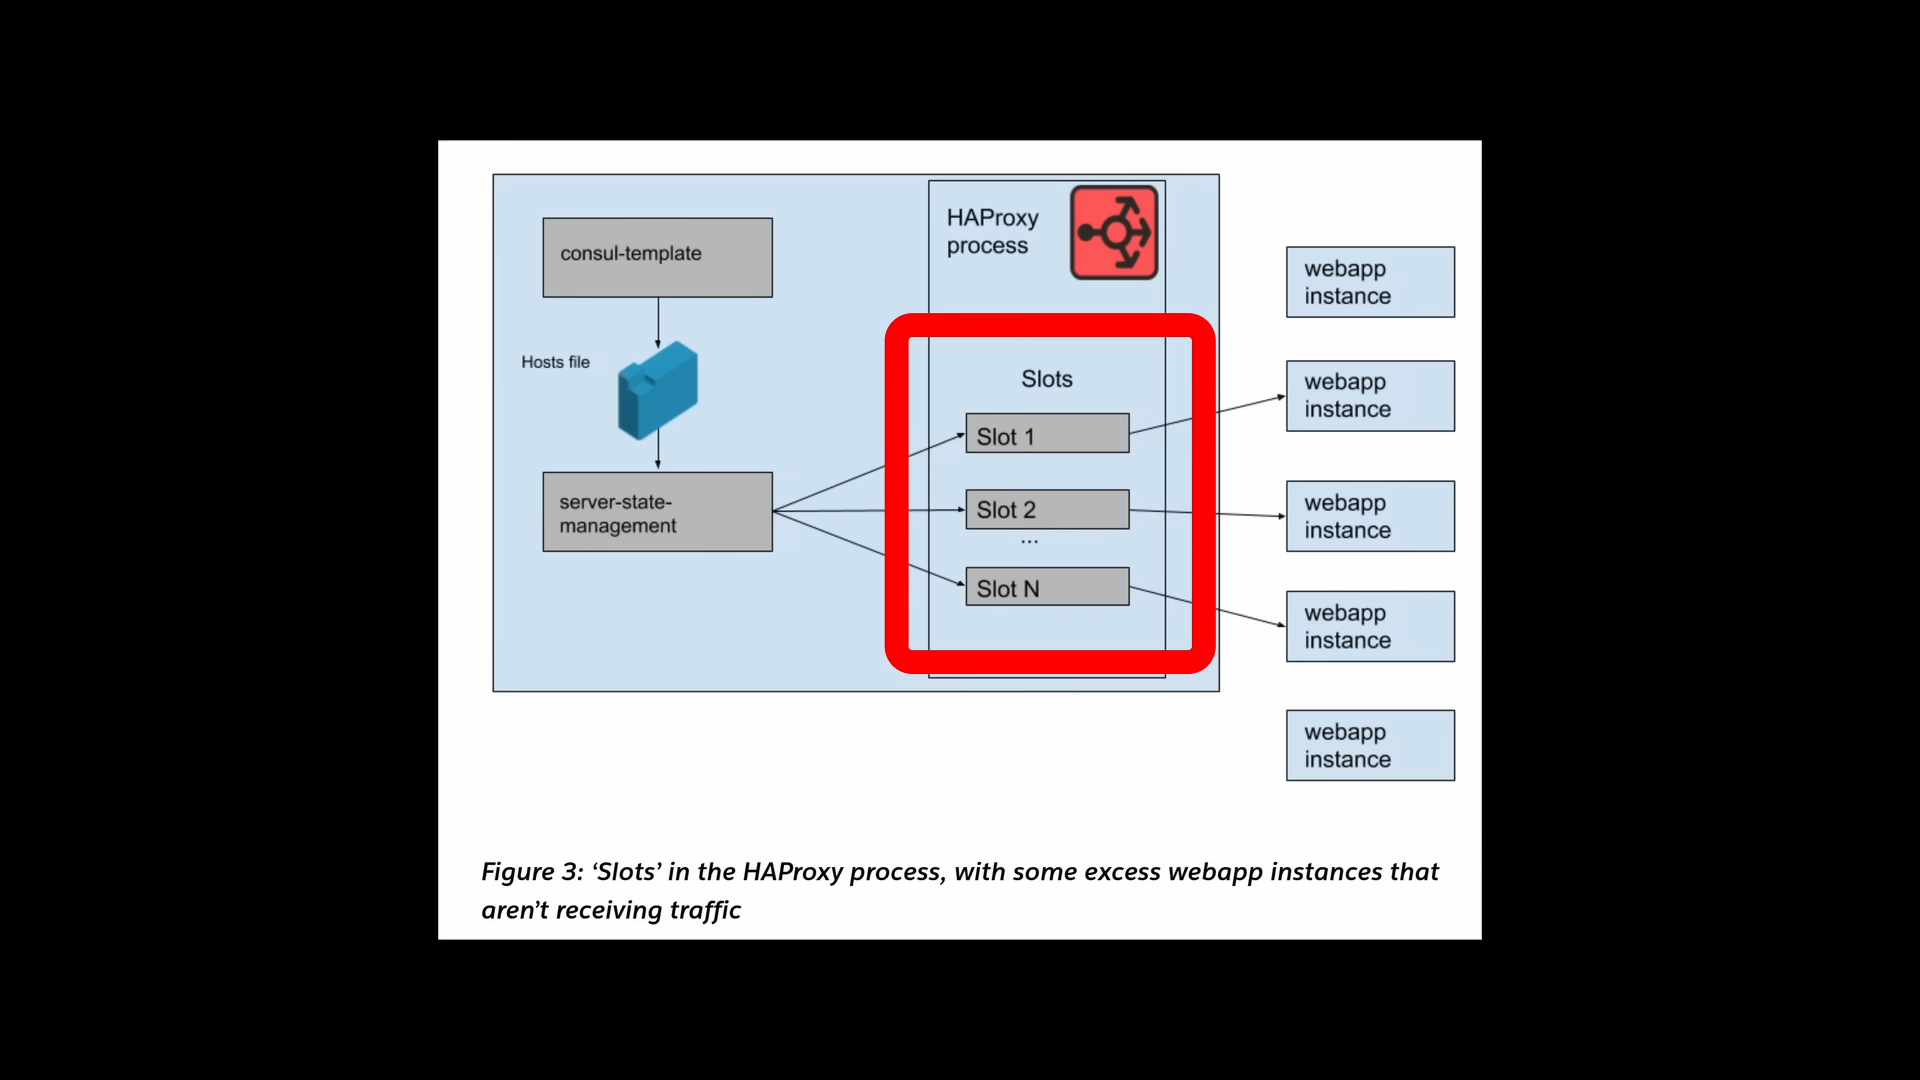 consul-template
Hosts file
server-state-
management
HAProxy
process
Slots
Slot 1
Slot 2
...
Slot N
webapp
instance
webapp
instance
webapp
instance
webapp
instance
webapp
instance
Figure 3: ‘Slots’ in the HAProxy process, with some excess webapp instances that
aren’t receiving traffic